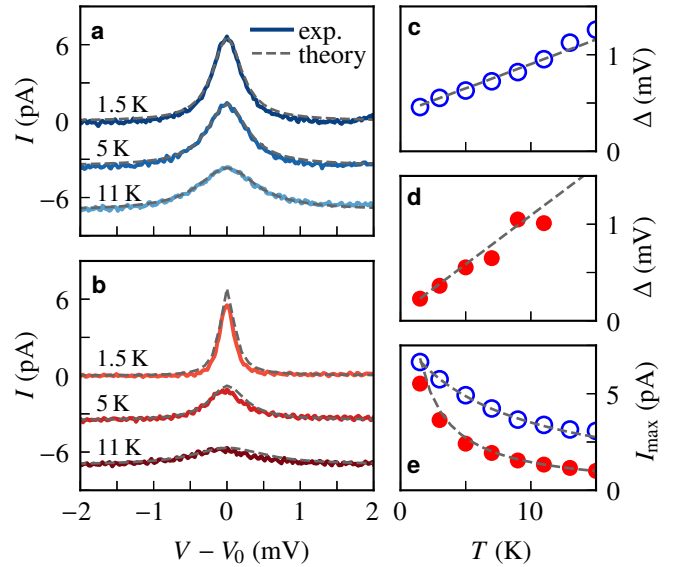 a
exp.
theory
6
0
−6
I (pA)
1.5 K
5 K
11 K
b
6
0
−6
I (pA)
1.5 K
5 K
11 K
−2
−1
0
1
2
V − V0 (mV)
c
1
0
Δ (mV)
d
1
0
Δ (mV)
e
5
0
Imax (pA)
0
10
T (K)